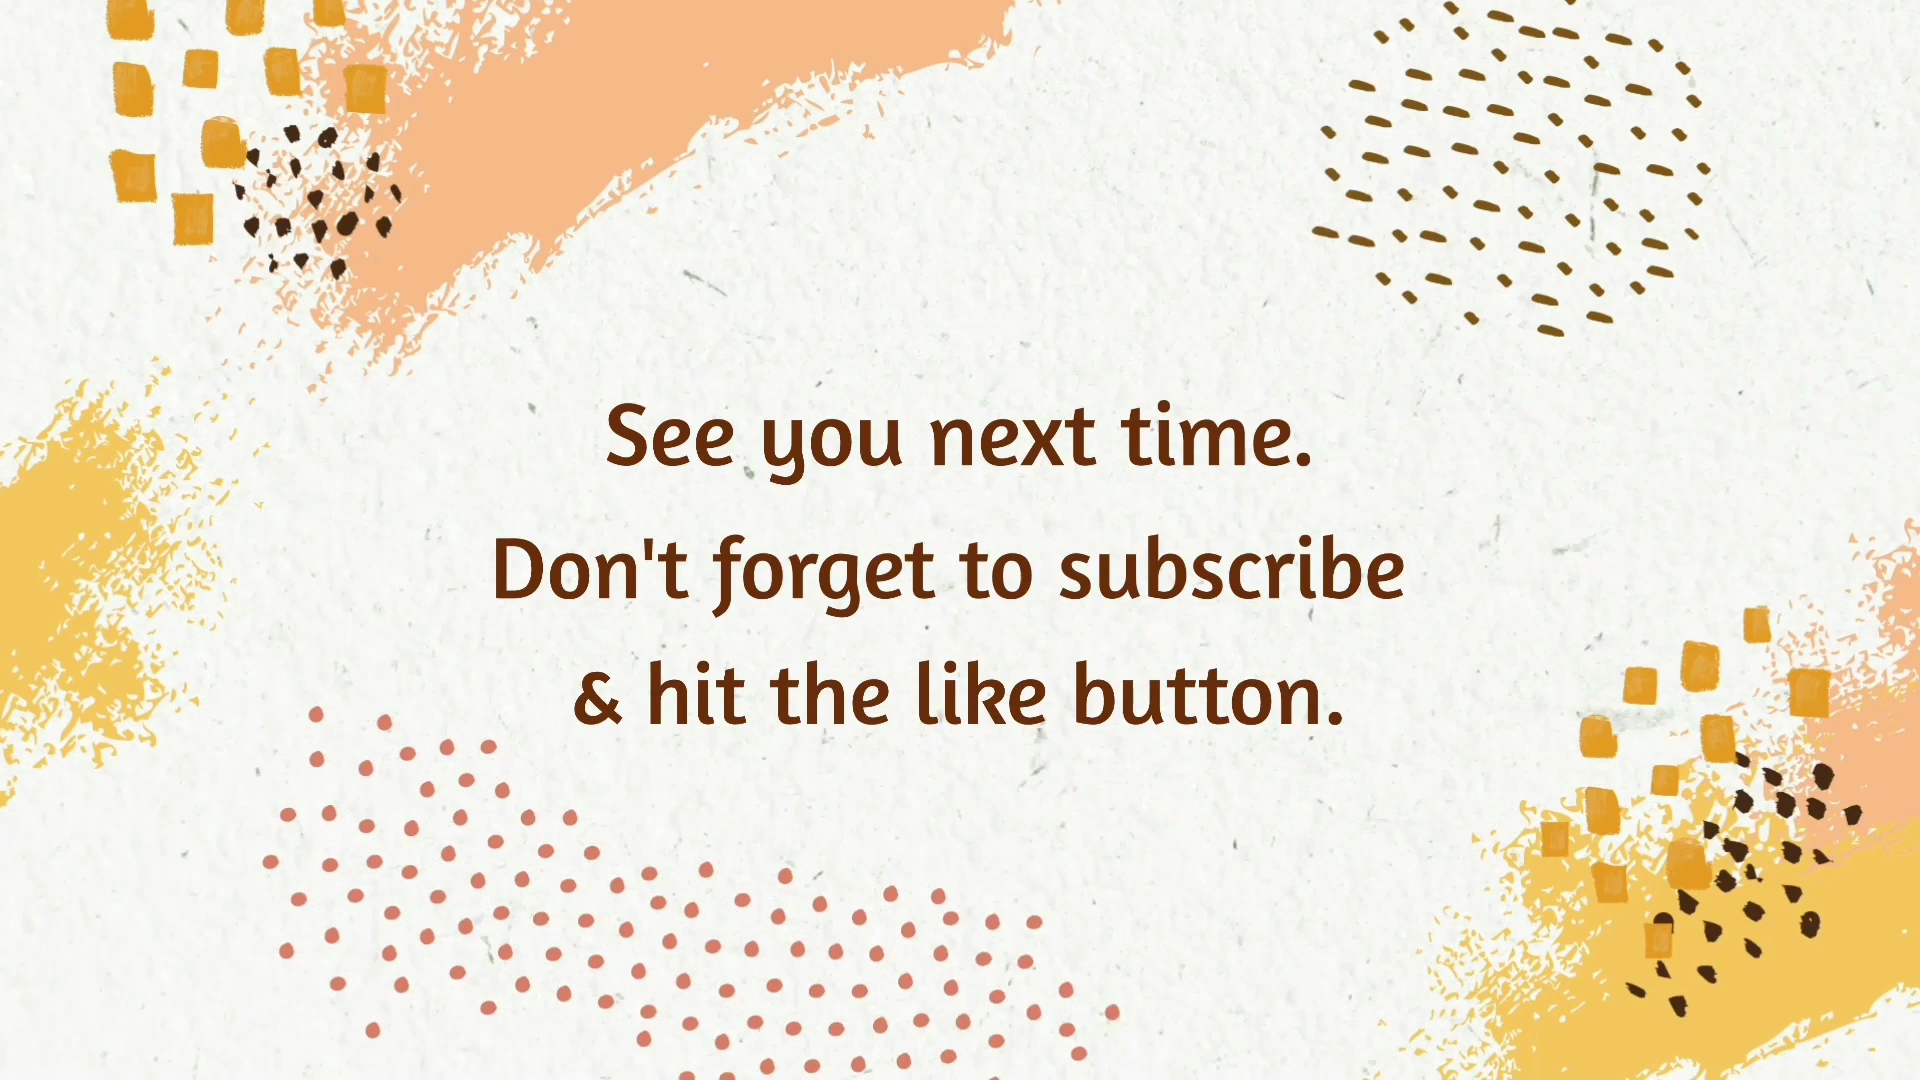 See you next time.
Don't forget to subscribe
& hit the like button.